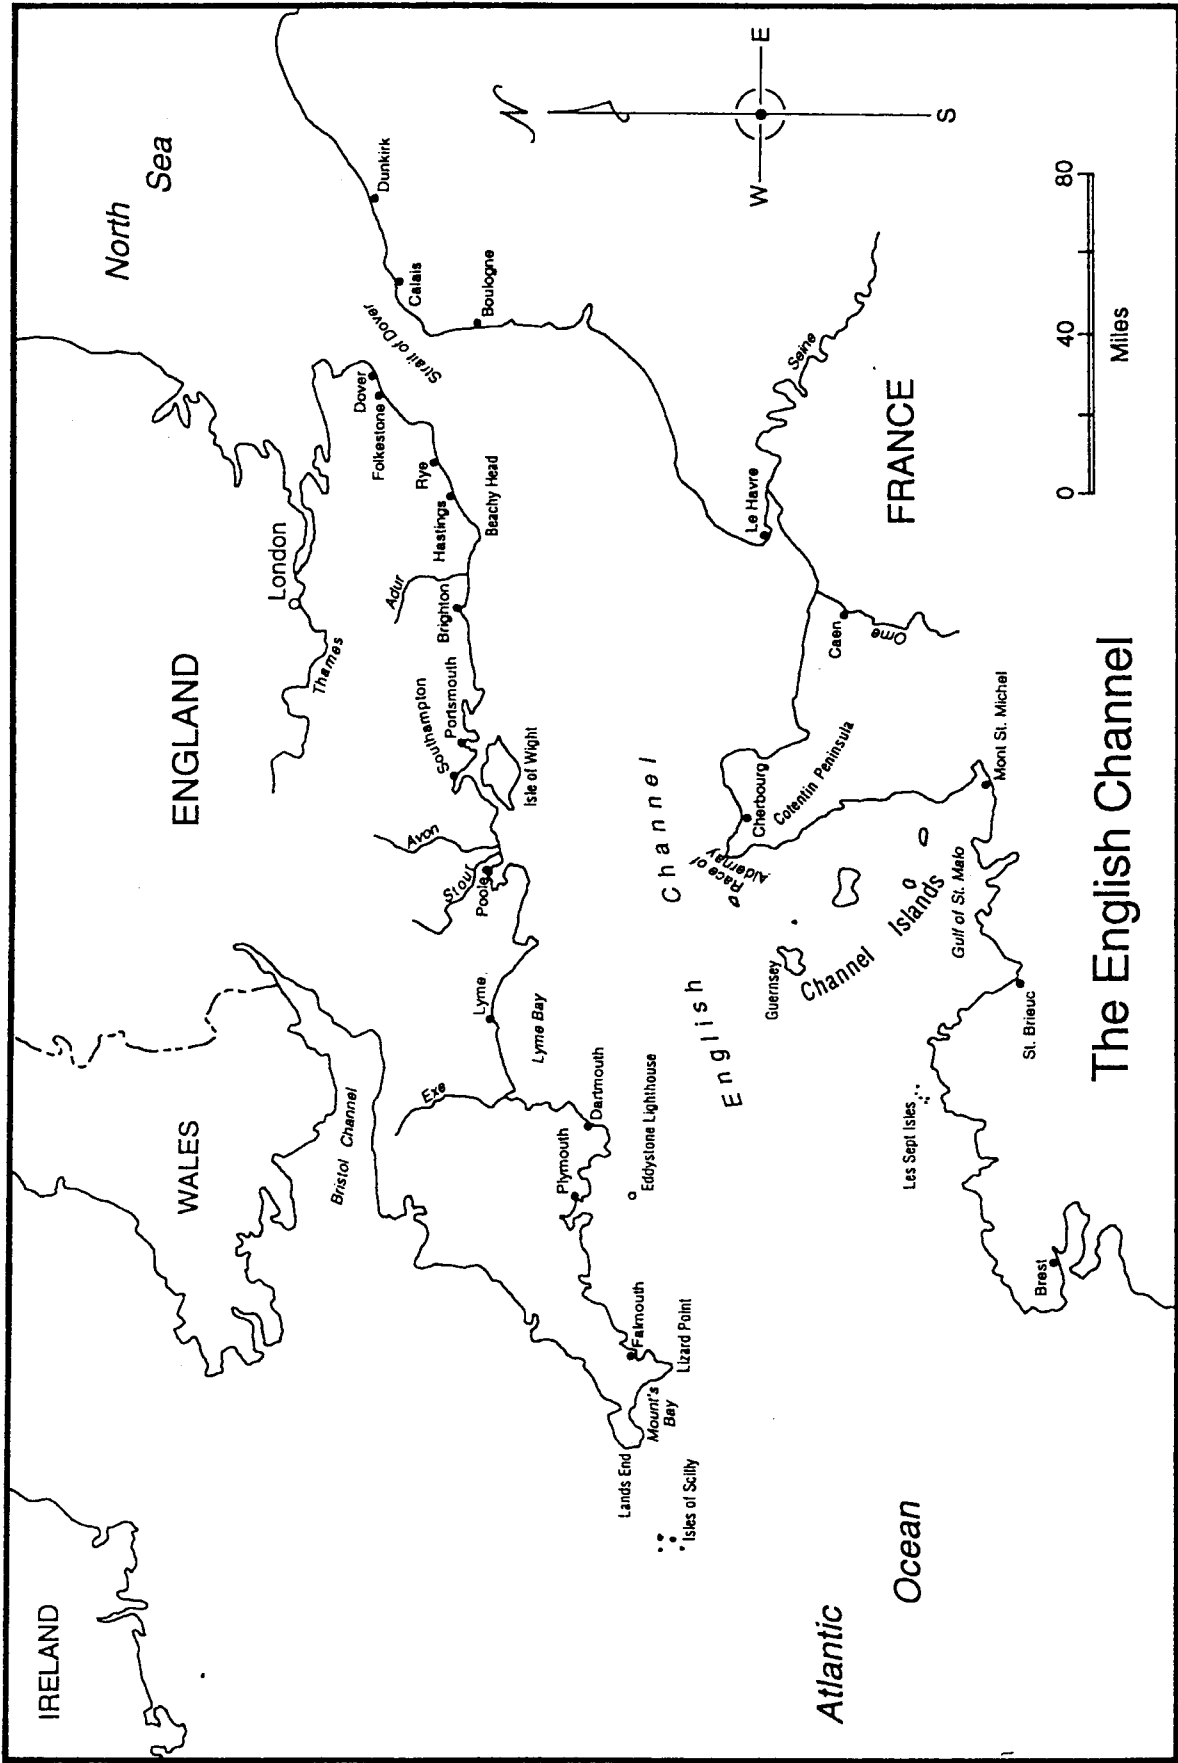 IRELAND
WALES
ENGLAND
North
Sea
Bristol Channel
Thames
London
Exe
Stour
Avon
Adur
Lyme
Poole
Southampton
Portsmouth
Brighton
Hastings
Rye
Folkestone
Dover
Strait of Dover
Calais
Dunkirk
Boulogne
Beachy Head
Isle of Wight
Lyme Bay
Plymouth
Dartmouth
Eddystone Lighthouse
Falmouth
Lizard Point
Mount's
Bay
Lands End
Isles of Scilly
English Channel
Race of
Alderney
Cherbourg
Cotentin Peninsula
Le Havre
Seine
Caen
Orne
FRANCE
Guernsey
Channel Islands
Gulf of St. Malo
Mont St. Michel
St. Brieuc
Les Sept Isles
Brest
Atlantic
Ocean
N
W
E
S
0 40 80
Miles
The English Channel